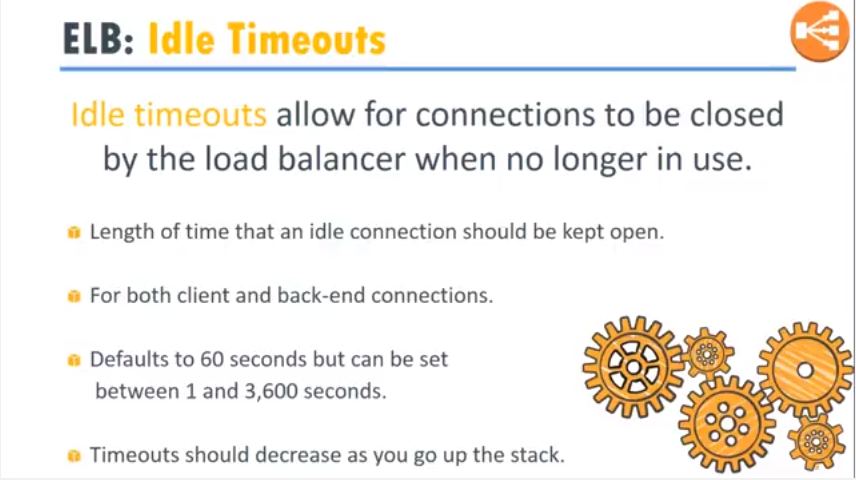 ELB: Idle Timeouts
Idle timeouts allow for connections to be closed
by the load balancer when no longer in use.
Length of time that an idle connection should be kept open.
For both client and back-end connections.
Defaults to 60 seconds but can be set
between 1 and 3,600 seconds.
Timeouts should decrease as you go up the stack.